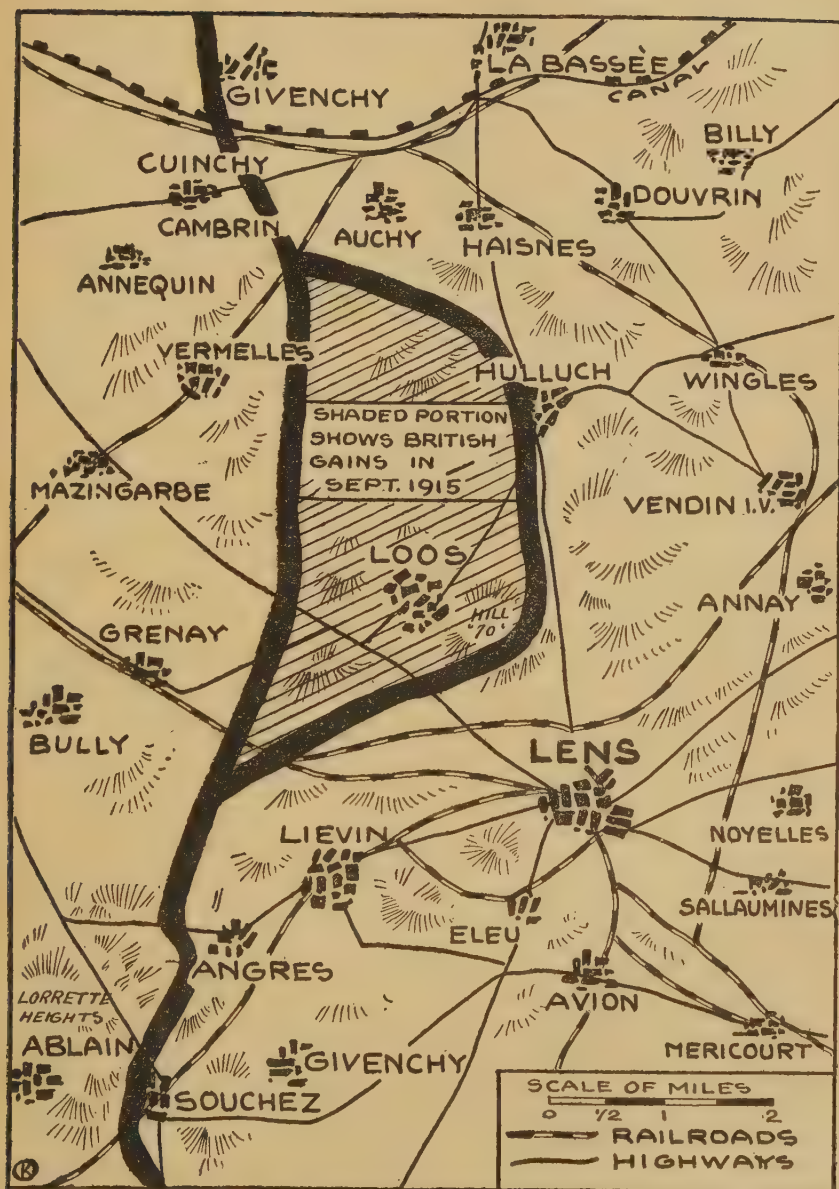 LA BASSÉE
CANAL
GIVENCHY
BILLY
CUINCHY
DOUVRIN
CAMBRIN
AUCHY
HAISNES
ANNEQUIN
VERMELLES
HULLUCH
WINGLES
SHADED PORTION
SHOWS BRITISH
GAINS IN
SEPT. 1915
MAZINGARBE
VENDIN I.V.
LOOS
ANNAY
HILL
"70"
GRENAY
BULLY
LENS
LIEVIN
NOYELLES
SALLAUMINES
ELEU
ANGRES
AVION
LORRETTE
HEIGHTS
ABLAIN
GIVENCHY
MERICOURT
SOUCHEZ
SCALE OF MILES
0 1/2 1 2
RAILROADS
HIGHWAYS
K